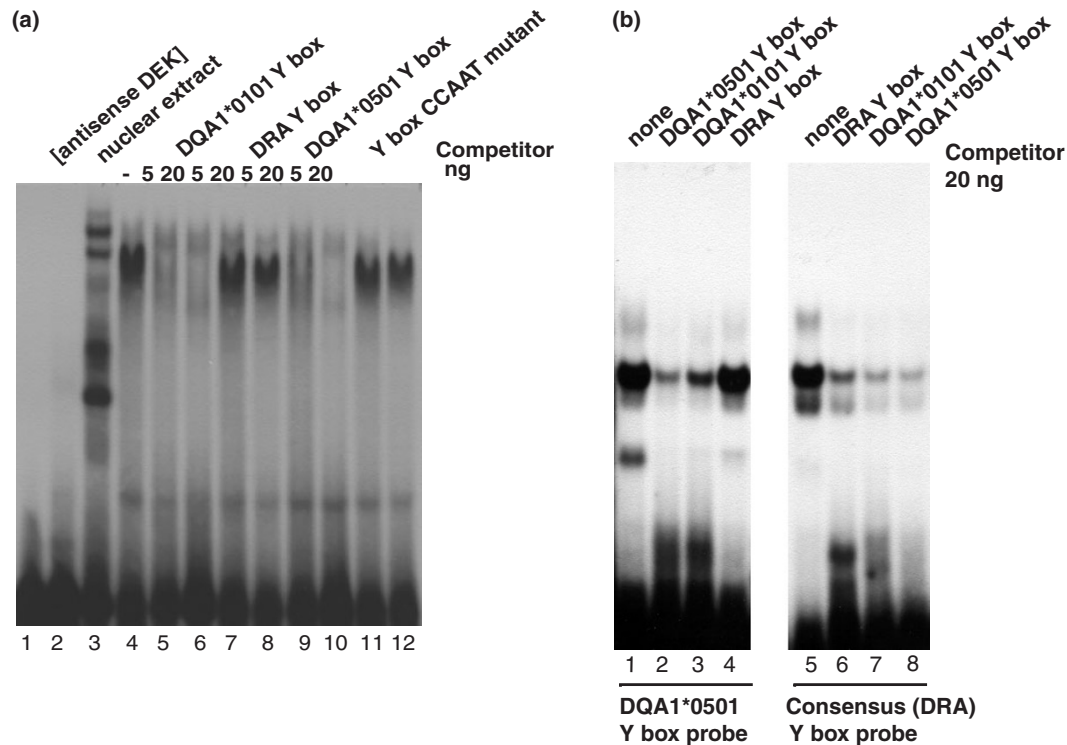 (a)
[antisense DEK]
nuclear extract
DQA1*0101 Y box
DRA Y box
DQA1*0501 Y box
Y box CCAAT mutant
Competitor
ng
- 5 20 5 20 5 20 5 20
1 2 3 4 5 6 7 8 9 10 11 12
(b)
none
DQA1*0501 Y box
DQA1*0101 Y box
DRA Y box
none
DRA Y box
DQA1*0101 Y box
DQA1*0501 Y box
Competitor
20 ng
1 2 3 4
5 6 7 8
DQA1*0501
Y box probe
Consensus (DRA)
Y box probe